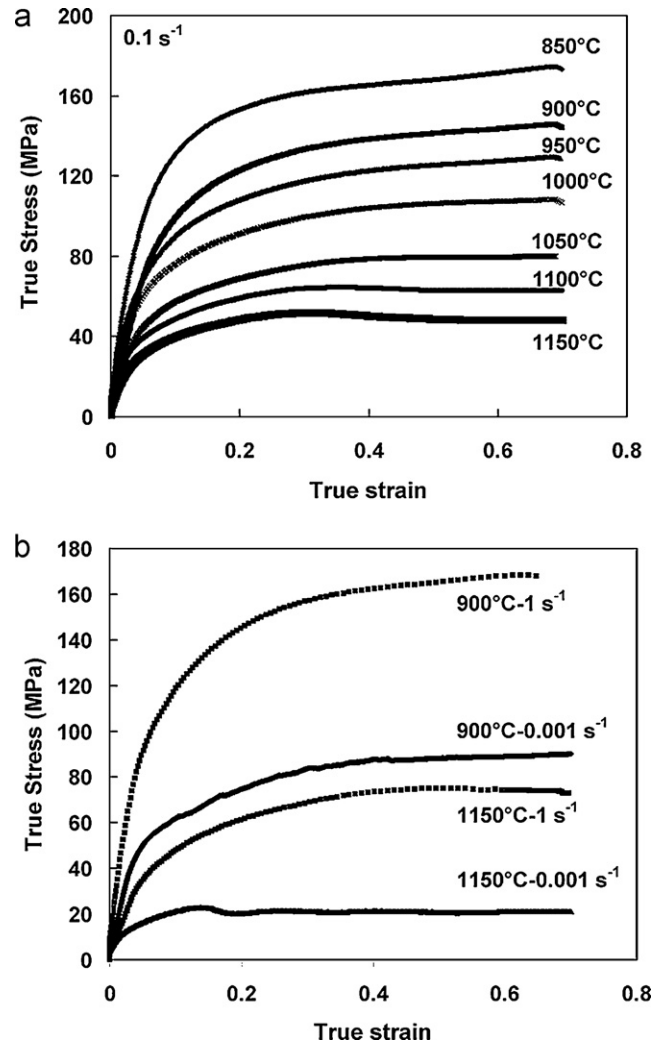 a
200
0.1 s⁻¹
850°C
160
900°C
950°C
120
1000°C
80
1050°C
1100°C
40
1150°C
0
0 0.2 0.4 0.6 0.8
True Stress (MPa)
True strain
b
180
160
900°C-1 s⁻¹
140
120
100
900°C-0.001 s⁻¹
80
1150°C-1 s⁻¹
60
40
1150°C-0.001 s⁻¹
20
0
0 0.2 0.4 0.6 0.8
True Stress (MPa)
True strain